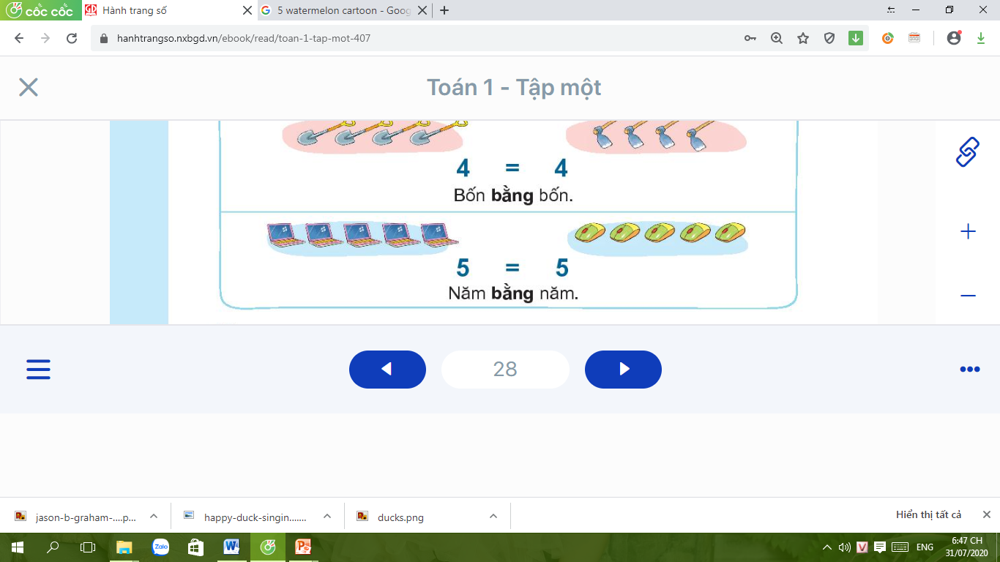 cốc cốc
Hành trang số
5 watermelon cartoon - Goog
hanhtrangso.nxbgd.vn/ebook/read/toan-1-tap-mot-407
Toán 1 - Tập một
4 = 4
Bốn bằng bốn.
5 = 5
Năm bằng năm.
28
jason-b-graham-....p...
happy-duck-singin.......
ducks.png
Hiển thị tất cả
Zalo
ENG
6:47 CH
31/07/2020